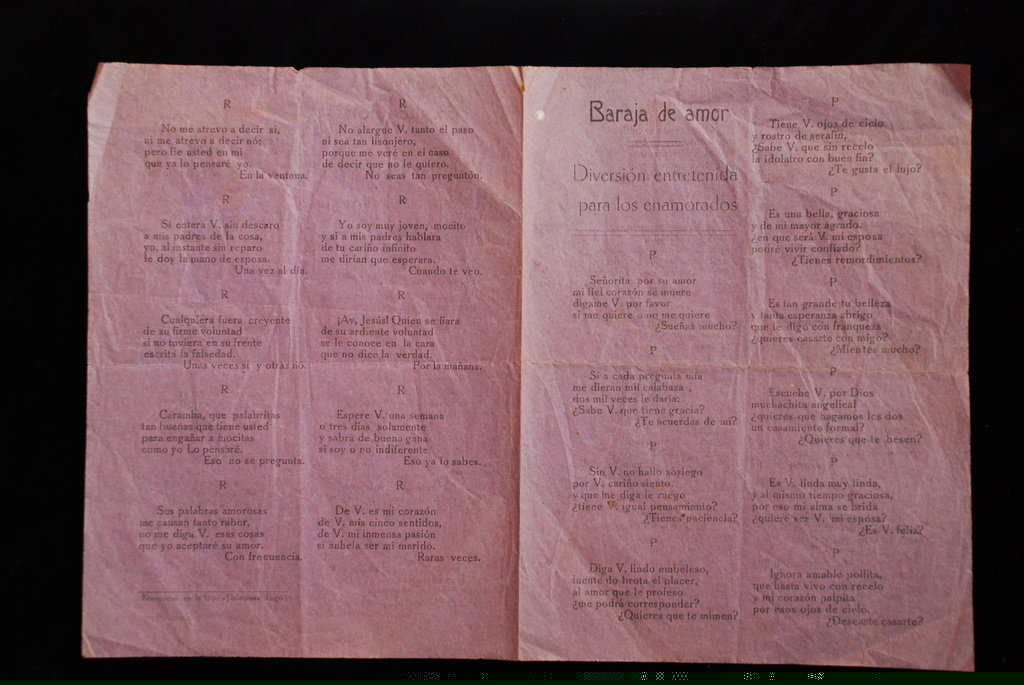 R
No me atrevo a decir si,
ni me atrevo a decir nó;
pero fie usted en mi
que ya lo pensaré yo.
En la ventana.
R
Si entera V. sin descaro
a mis padres de la cosa,
yo, al instante sin reparo
le doy la mano de esposa.
Una vez al dia.
R
Cualquiera fuera creyente
de su firme voluntad
si no tuviera en su frente
escrita la falsedad.
Unas veces si y otras no.
R
Caramba, que palabritas
tan buenas que tiene usted
para engañar a mocitas
como yo Lo pensaré.
Eso no se pregunta.
R
Sus palabras amorosas
me causan tanto rubor,
no me diga V. esas cosas
que yo aceptaré su amor.
Con frecuencia.
R
No alargue V. tanto el paso
ni sea tan lisonjero,
porque me veré en el caso
de decir que no le quiero.
No seas tan preguntón.
R
Yo soy muy joven, mocito
y si a mis padres hablara
de tu cariño infinito
me dirian que esperara.
Cuando te veo.
R
¡Ay, Jesús! Quien se fiara
de su ardiente voluntad
se le conoce en la cara
que no dice la verdad.
Por la mañana.
R
Espere V. una semana
o tres días solamente
y sabrá de buena gana
si soy o no indiferente.
Eso ya lo sabes.
R
De V. es mi corazón
de V. mis cinco sentidos,
de V. mi inmensa pasión
si anhela ser mi marido.
Raras veces.
Baraja de amor
Diversión entretenida
para los enamorados
P
Señorita por su amor
mi fiel corazón se muere
digame V. por favor
si me quiere o no me quiere
¿Sueñas mucho?
P
Si a cada pregunta mia
me dieran mil calabaza ,
dos mil veces le daria:
¿Sabe V. que tiene gracia?
¿Te acuerdas de mi?
P
Sin V. no hallo sosiego
por V. cariño siento,
y que me diga le ruego
¿tiene V. igual pensamiento?
¿Tienes paciencia?
P
Diga V. lindo embeleso,
fuente do brota el placer,
al amor que le profeso
¿me podrá corresponder?
¿Quieres que te mimen?
P
Tiene V. ojos de cielo
y rostro de serafin,
¿Sabe V. que sin recelo
la idolatro con buen fin?
¿Te gusta el lujo?
P
Es una bella, graciosa
y de mi mayor agrado.
¿en que será V. mi esposa
podré vivir confiado?
¿Tienes remordimientos?
P
Es tan grande tu belleza
y tanta esperanza abrigo
que le digo con franqueza
¿quieres casarte con migo?
¿Mientes mucho?
P
Escuche V. por Dios
muchachita angelical
¿quieres que hagamos los dos
un casamiento formal?
¿Quieres que te besen?
P
Es V. linda muy linda,
y al mismo tiempo graciosa,
por eso mi alma se brida
¿quiere ser V. mi esposa?
¿Es V. feliz?
P
Ignora amable pollita,
que hasta vivo con recelo
y mi corazón palpita
por esos ojos de cielo.
¿Deseaste casarte?